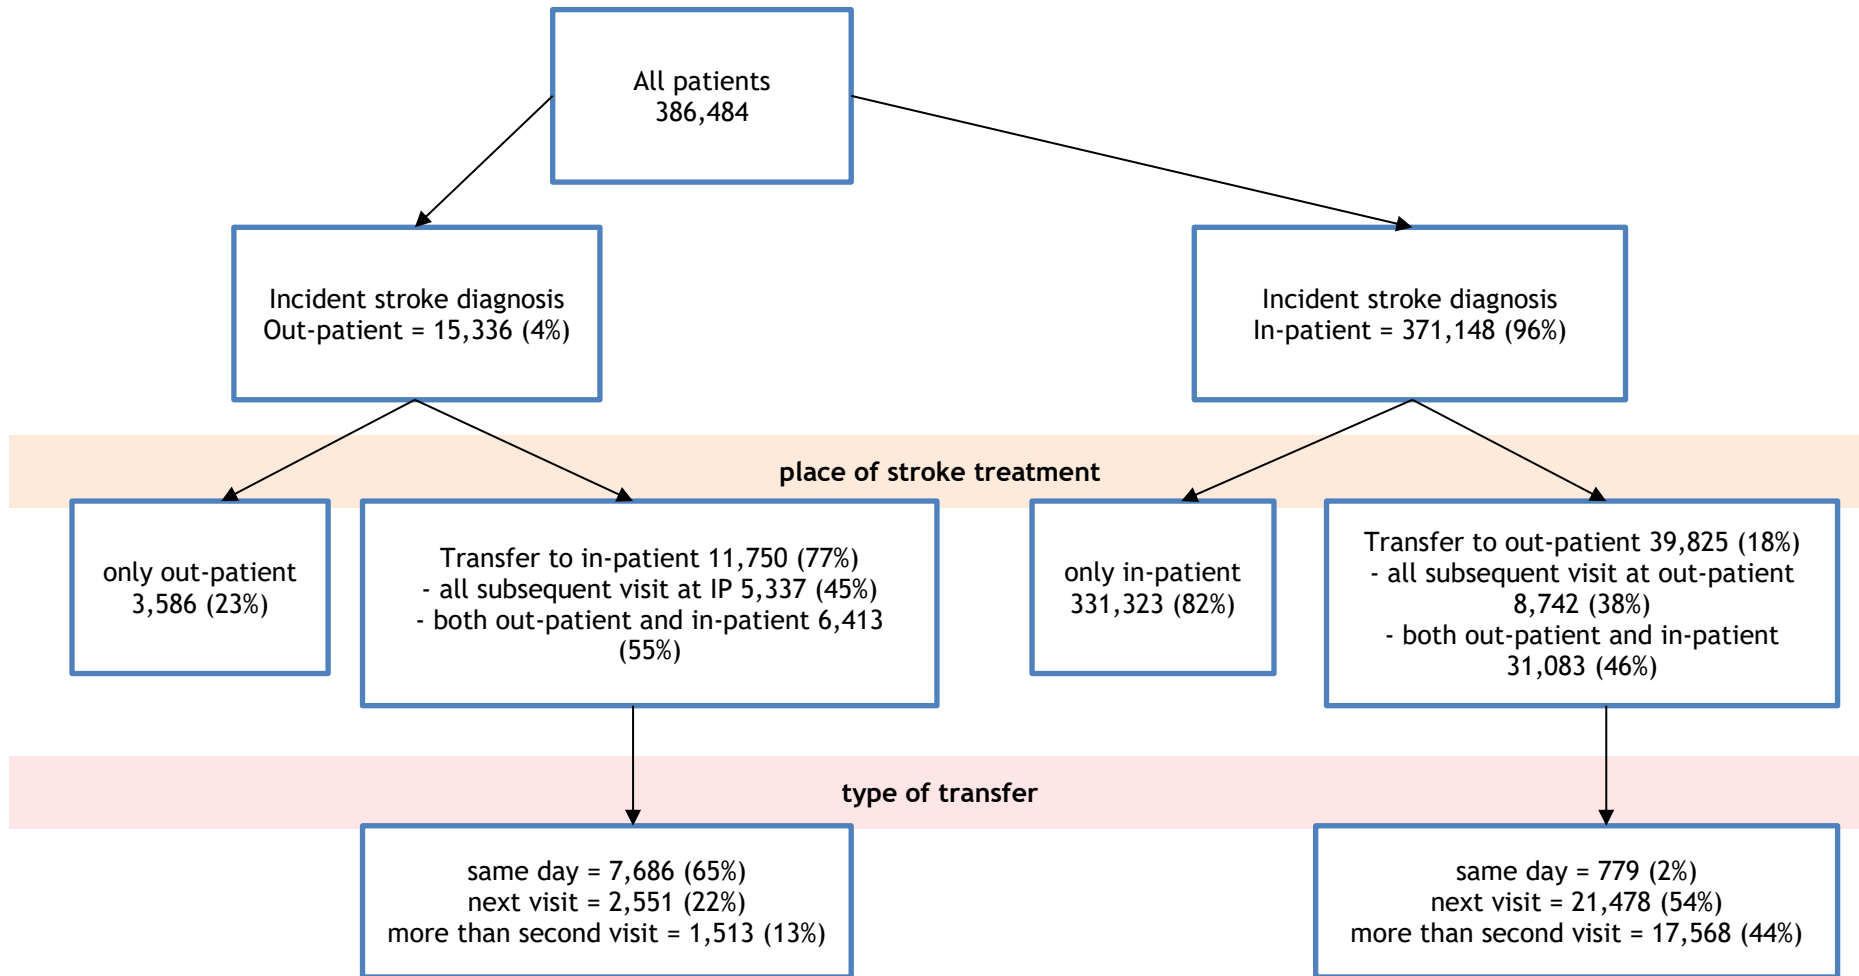 All patients
386,484
Incident stroke diagnosis
Out-patient = 15,336 (4%)
Incident stroke diagnosis
In-patient = 371,148 (96%)
place of stroke treatment
only out-patient
3,586 (23%)
Transfer to in-patient 11,750 (77%)
- all subsequent visit at IP 5,337 (45%)
- both out-patient and in-patient 6,413
(55%)
only in-patient
331,323 (82%)
Transfer to out-patient 39,825 (18%)
- all subsequent visit at out-patient
8,742 (38%)
- both out-patient and in-patient
31,083 (46%)
type of transfer
same day = 7,686 (65%)
next visit = 2,551 (22%)
more than second visit = 1,513 (13%)
same day = 779 (2%)
next visit = 21,478 (54%)
more than second visit = 17,568 (44%)